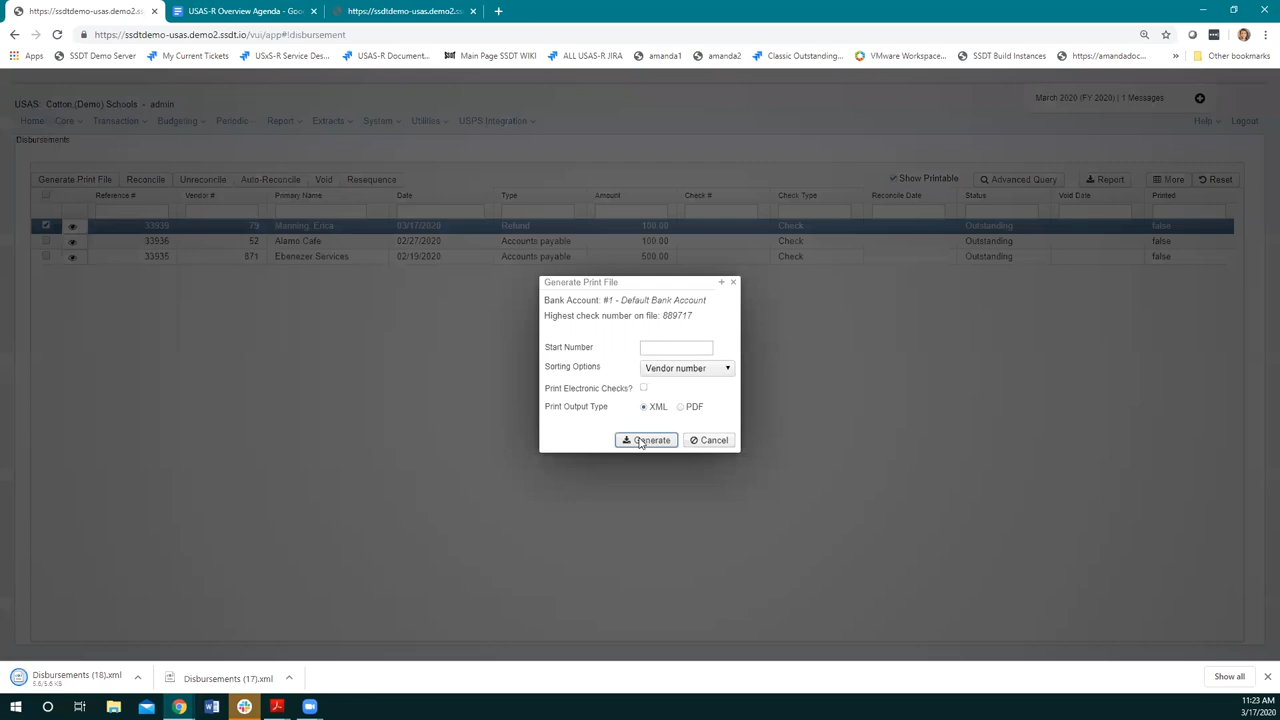 https://ssdtdemo-usas.demo2.ssdt.
USAS-R Overview Agenda - Goo
https://ssdtdemo-usas.demo2.ss
https://ssdtdemo-usas.demo2.ssdt.io/vui/app#!disbursement
Apps SSDT Demo Server My Current Tickets USxS-R Service Des... USAS-R Document... Main Page SSDT WIKI ALL USAS-R JIRA amanda1 amanda2 Classic Outstanding... VMware Workspace... SSDT Build Instances https://amandadoc... » Other bookmarks
USAS: Cotton (Demo) Schools - admin
March 2020 (FY 2020) | 1 Messages
Home Core Transaction Budgeting Periodic Report Extracts System Utilities USPS Integration Help Logout
Disbursements
Generate Print File Reconcile Unreconcile Auto-Reconcile Void Resequence Show Printable Advanced Query Report More Reset
Reference # Vendor # Primary Name Date Type Amount Check # Check Type Reconcile Date Status Void Date Printed
33939 79 Manning, Erica 03/17/2020 Refund 100.00 Check Outstanding false
33936 52 Alamo Cafe 02/27/2020 Accounts payable 100.00 Check Outstanding false
33935 871 Ebenezer Services 02/19/2020 Accounts payable 500.00 Check Outstanding false
Generate Print File
Bank Account: #1 - Default Bank Account
Highest check number on file: 889717
Start Number
Sorting Options Vendor number
Print Electronic Checks?
Print Output Type XML PDF
Generate Cancel
Disbursements (18).xml
5.6/5.6 KB
Disbursements (17).xml
Show all
11:23 AM
3/17/2020